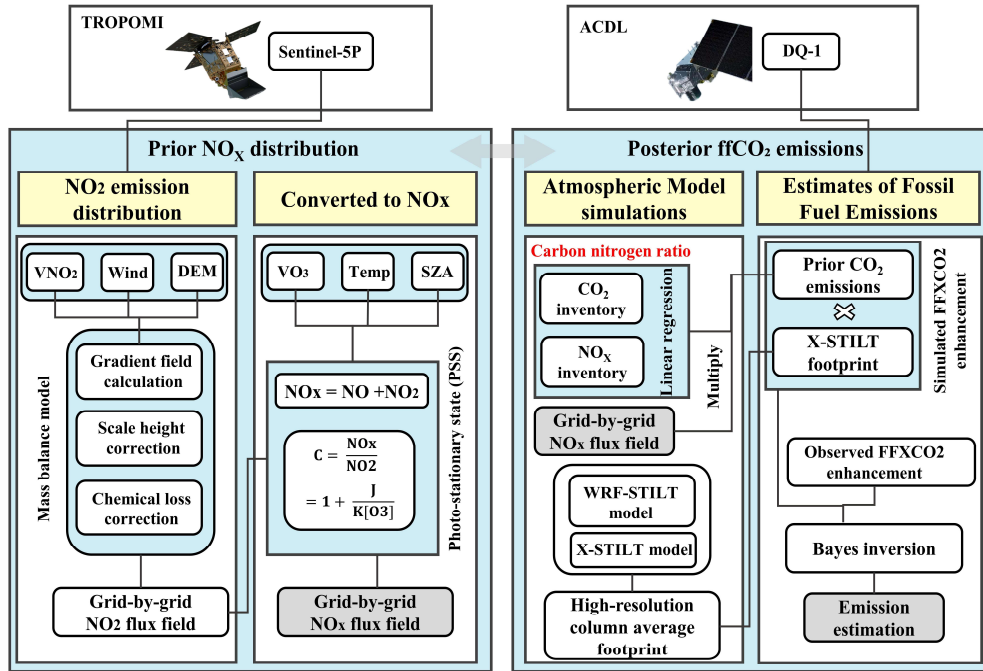 TROPOMI
Sentinel-5P
ACDL
DQ-1
Prior NOX distribution
NO2 emission
distribution
Converted to NOx
VNO2
Wind
DEM
Mass balance model
Gradient field
calculation
Scale height
correction
Chemical loss
correction
Grid-by-grid
NO2 flux field
VO3
Temp
SZA
NOx = NO +NO2
C = NOx / NO2
= 1 + J / K[O3]
Photo-stationary state (PSS)
Grid-by-grid
NOx flux field
Posterior ffCO2 emissions
Atmospheric Model
simulations
Estimates of Fossil
Fuel Emissions
Carbon nitrogen ratio
CO2
inventory
NOX
inventory
Linear regression
Multiply
Grid-by-grid
NOx flux field
WRF-STILT
model
X-STILT model
High-resolution
column average
footprint
Prior CO2
emissions
X-STILT
footprint
Simulated FFXCO2
enhancement
Observed FFXCO2
enhancement
Bayes inversion
Emission
estimation